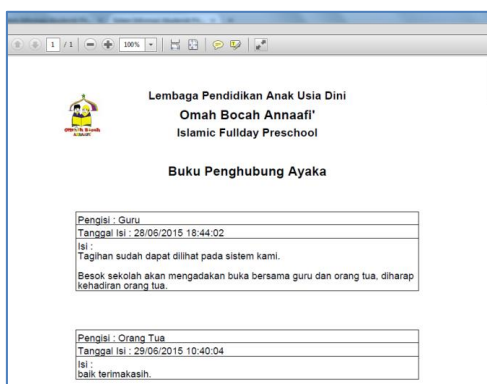 1 / 1 100%
Lembaga Pendidikan Anak Usia Dini
Omah Bocah Annaafi'
Islamic Fullday Preschool
Omah Bocah
ANNAAFI'
Buku Penghubung Ayaka
Pengisi : Guru
Tanggal Isi : 28/06/2015 18:44:02
Isi :
Tagihan sudah dapat dilihat pada sistem kami.
Besok sekolah akan mengadakan buka bersama guru dan orang tua, diharap
kehadiran orang tua.
Pengisi : Orang Tua
Tanggal Isi : 29/06/2015 10:40:04
Isi :
baik terimakasih.